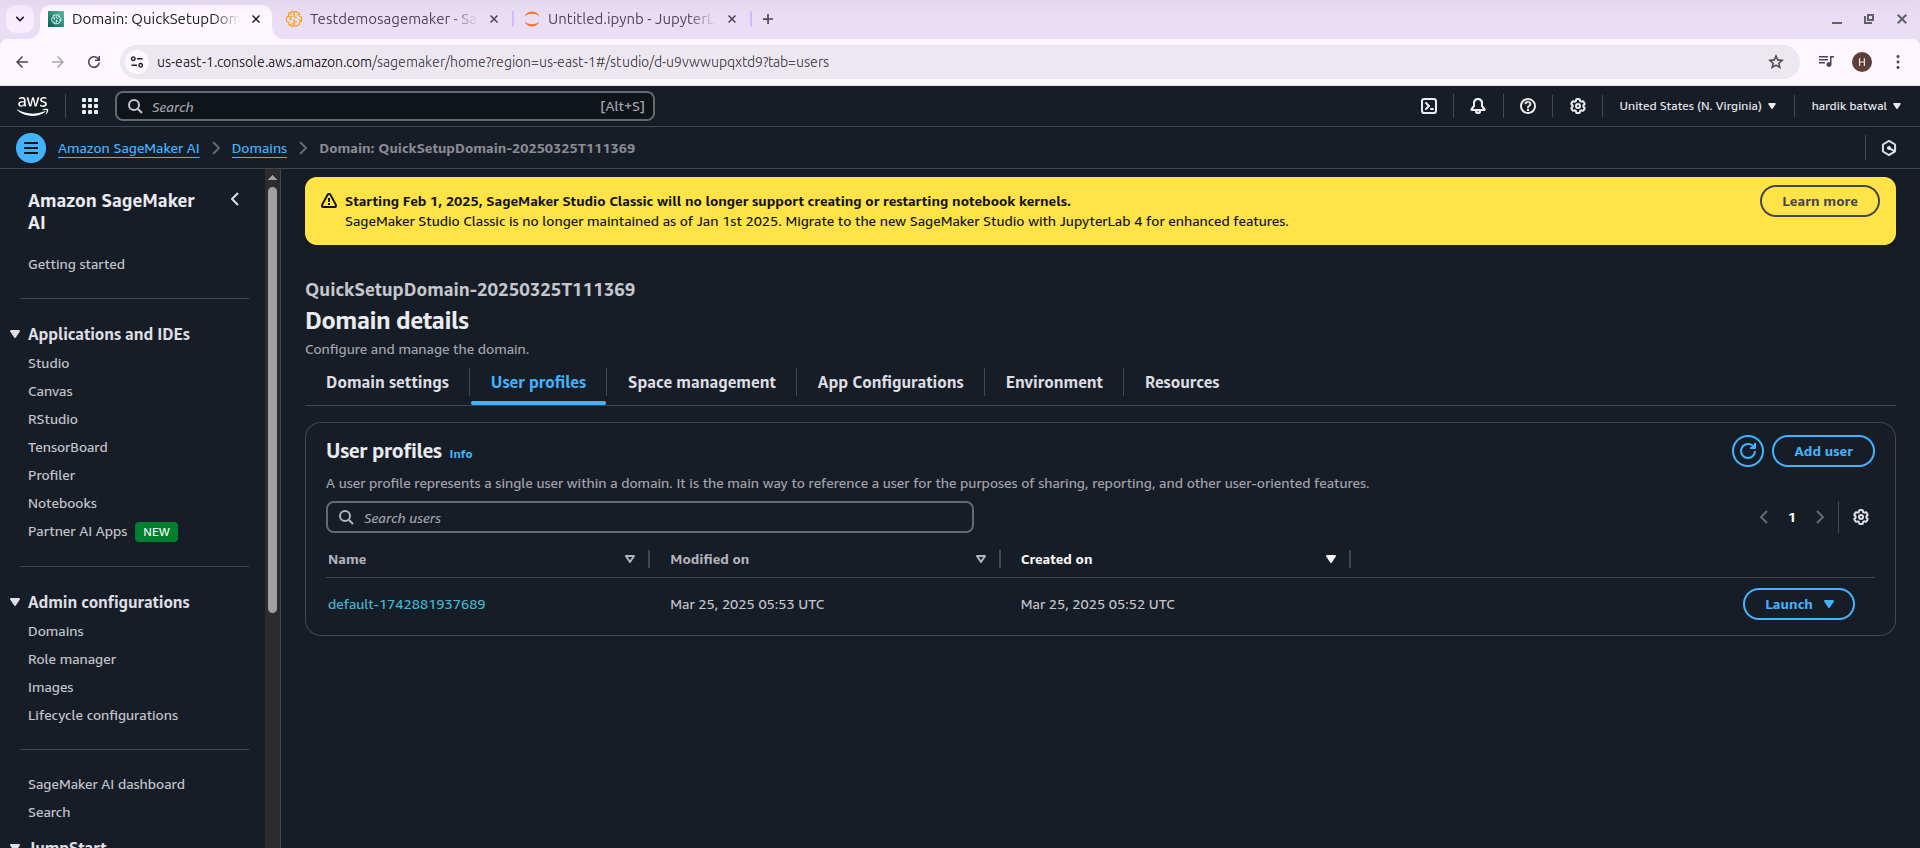 Domain: QuickSetupDom
Testdemosagemaker - Sa
Untitled.ipynb - JupyterL
us-east-1.console.aws.amazon.com/sagemaker/home?region=us-east-1#/studio/d-u9vwwupqxtd9?tab=users
H
aws
Search
[Alt+S]
United States (N. Virginia)
hardik batwal
Amazon SageMaker AI
Domains
Domain: QuickSetupDomain-20250325T111369
Amazon SageMaker
AI
Getting started
Applications and IDEs
Studio
Canvas
RStudio
TensorBoard
Profiler
Notebooks
Partner AI Apps NEW
Admin configurations
Domains
Role manager
Images
Lifecycle configurations
SageMaker AI dashboard
Search
JumpStart
Starting Feb 1, 2025, SageMaker Studio Classic will no longer support creating or restarting notebook kernels.
SageMaker Studio Classic is no longer maintained as of Jan 1st 2025. Migrate to the new SageMaker Studio with JupyterLab 4 for enhanced features.
Learn more
QuickSetupDomain-20250325T111369
Domain details
Configure and manage the domain.
Domain settings
User profiles
Space management
App Configurations
Environment
Resources
User profiles Info
Add user
A user profile represents a single user within a domain. It is the main way to reference a user for the purposes of sharing, reporting, and other user-oriented features.
Search users
1
Name
Modified on
Created on
default-1742881937689
Mar 25, 2025 05:53 UTC
Mar 25, 2025 05:52 UTC
Launch